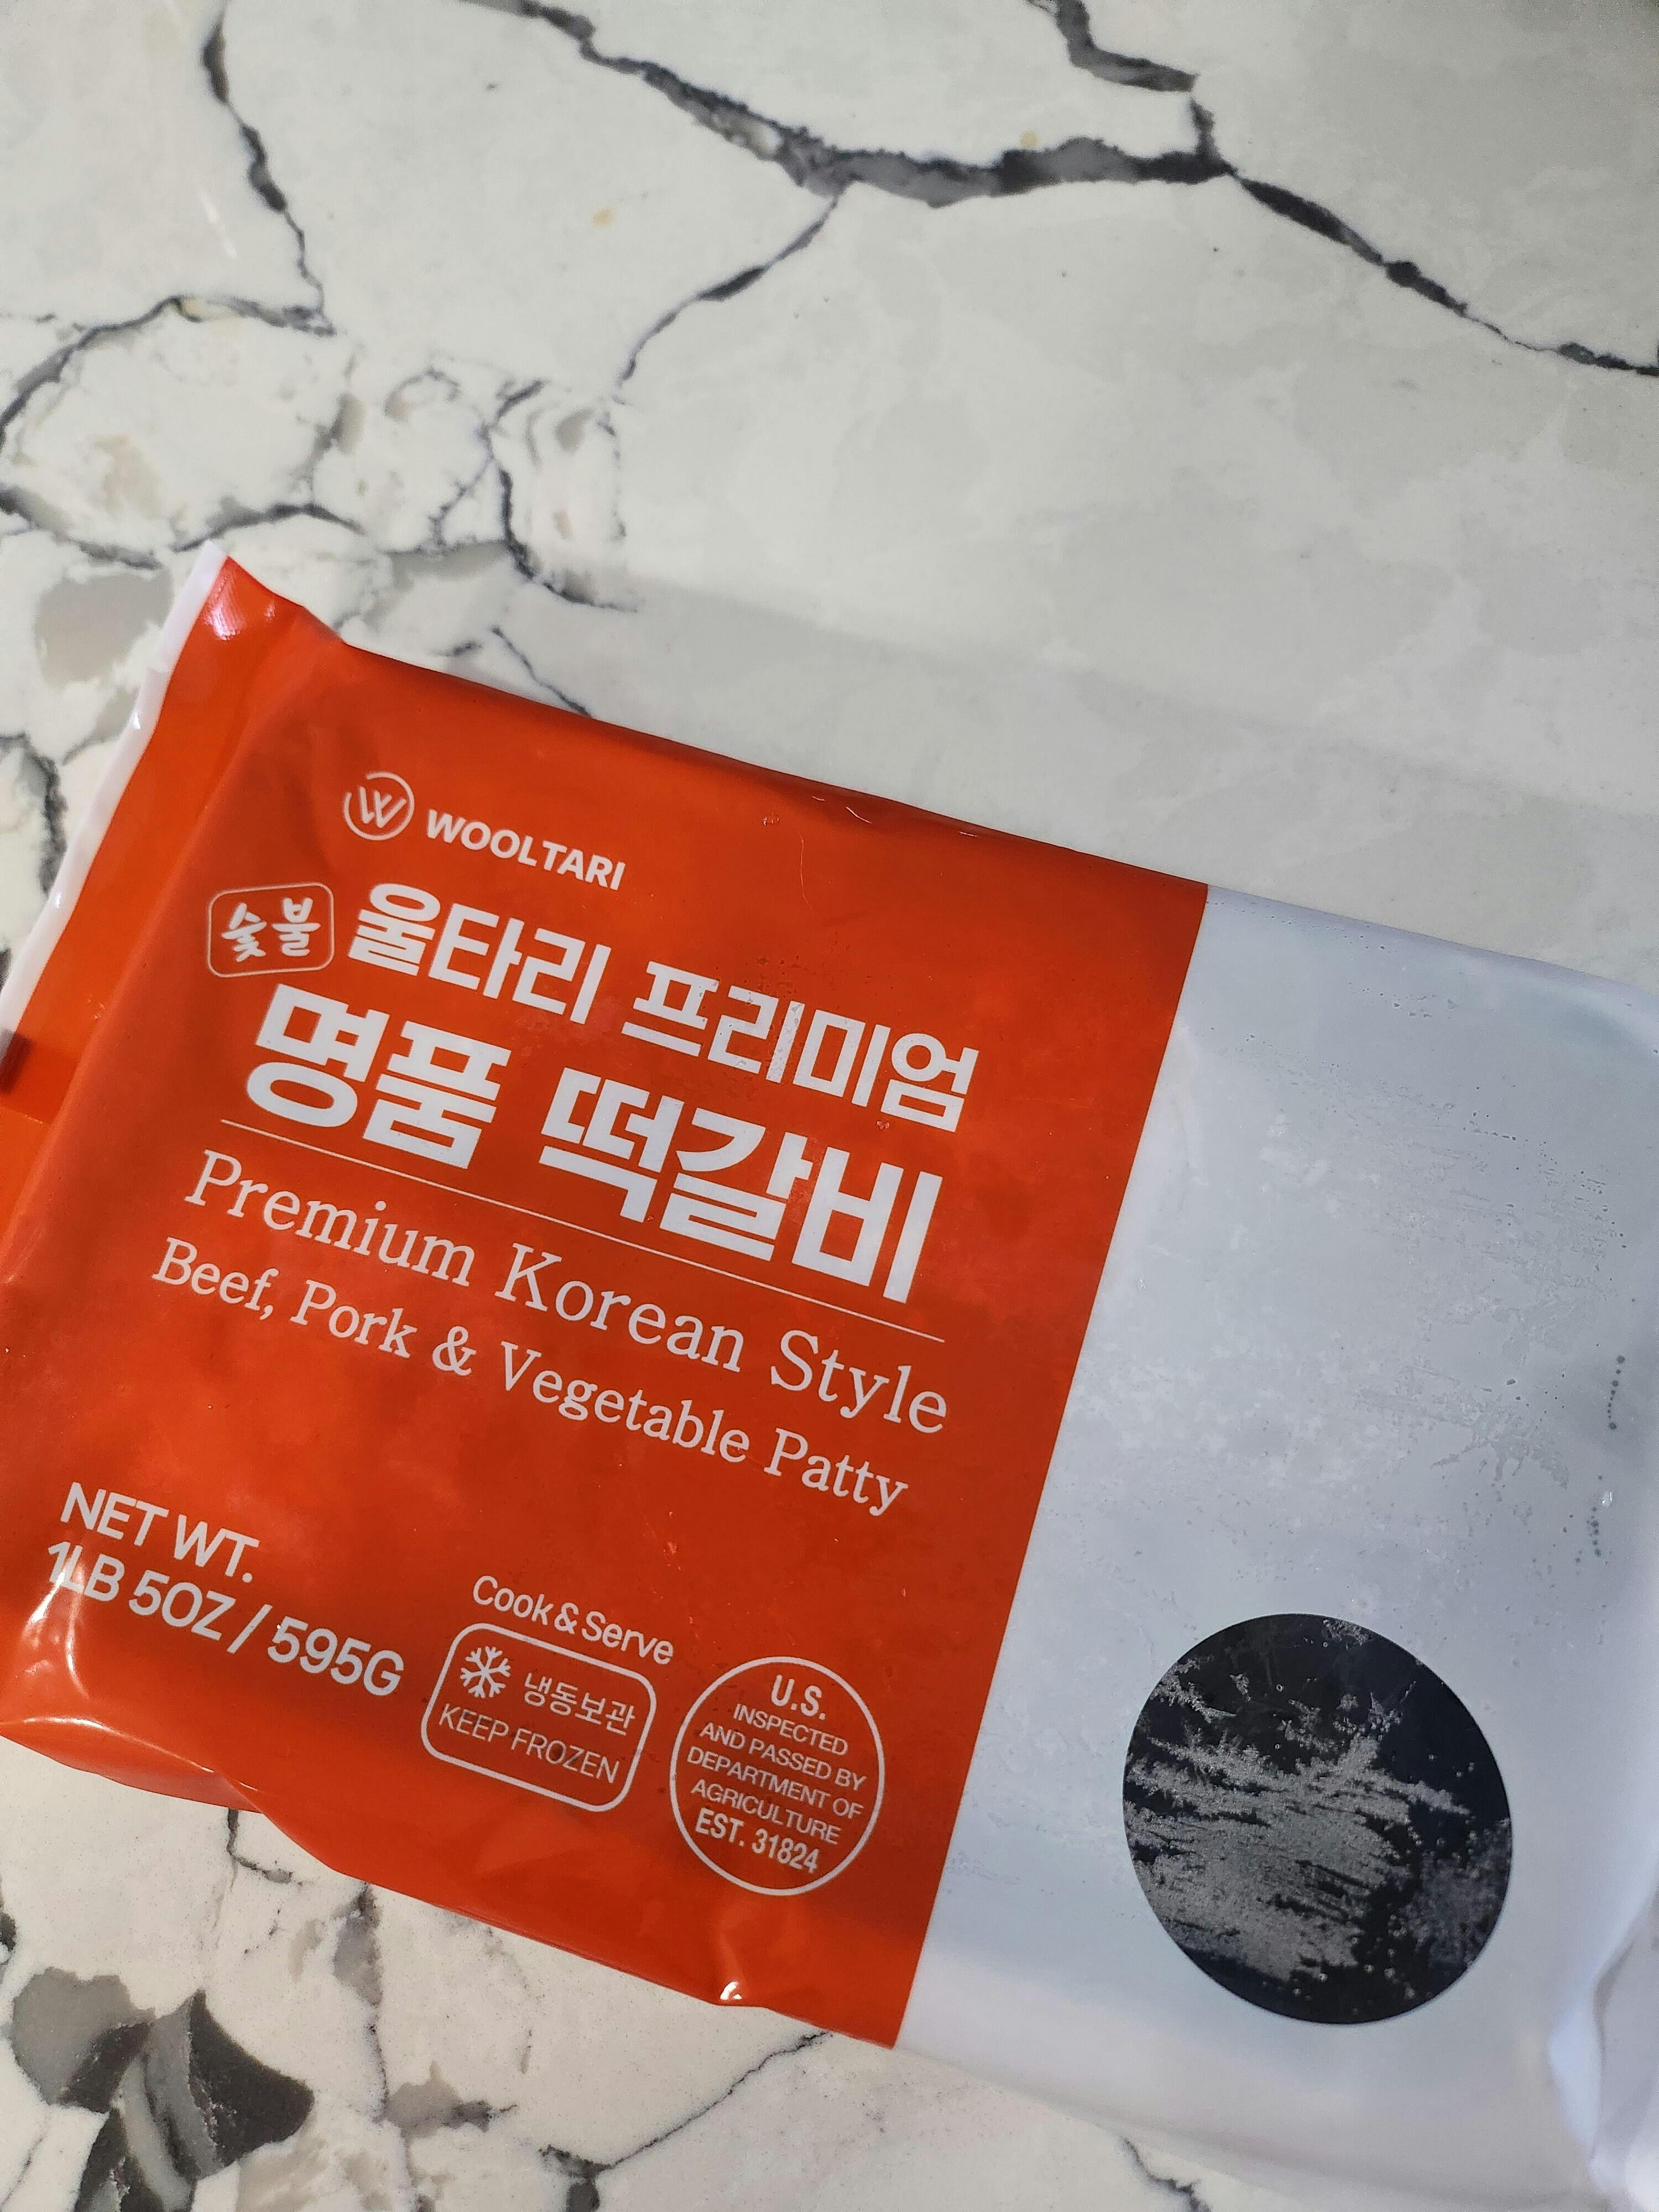 WOOLTARI
숯불 울타리 프리미엄
명품 떡갈비
Premium Korean Style
Beef, Pork & Vegetable Patty
NET WT.
1LB 5OZ / 595G
Cook & Serve
냉동보관
KEEP FROZEN
U.S.
INSPECTED
AND PASSED BY
DEPARTMENT OF
AGRICULTURE
EST. 31824